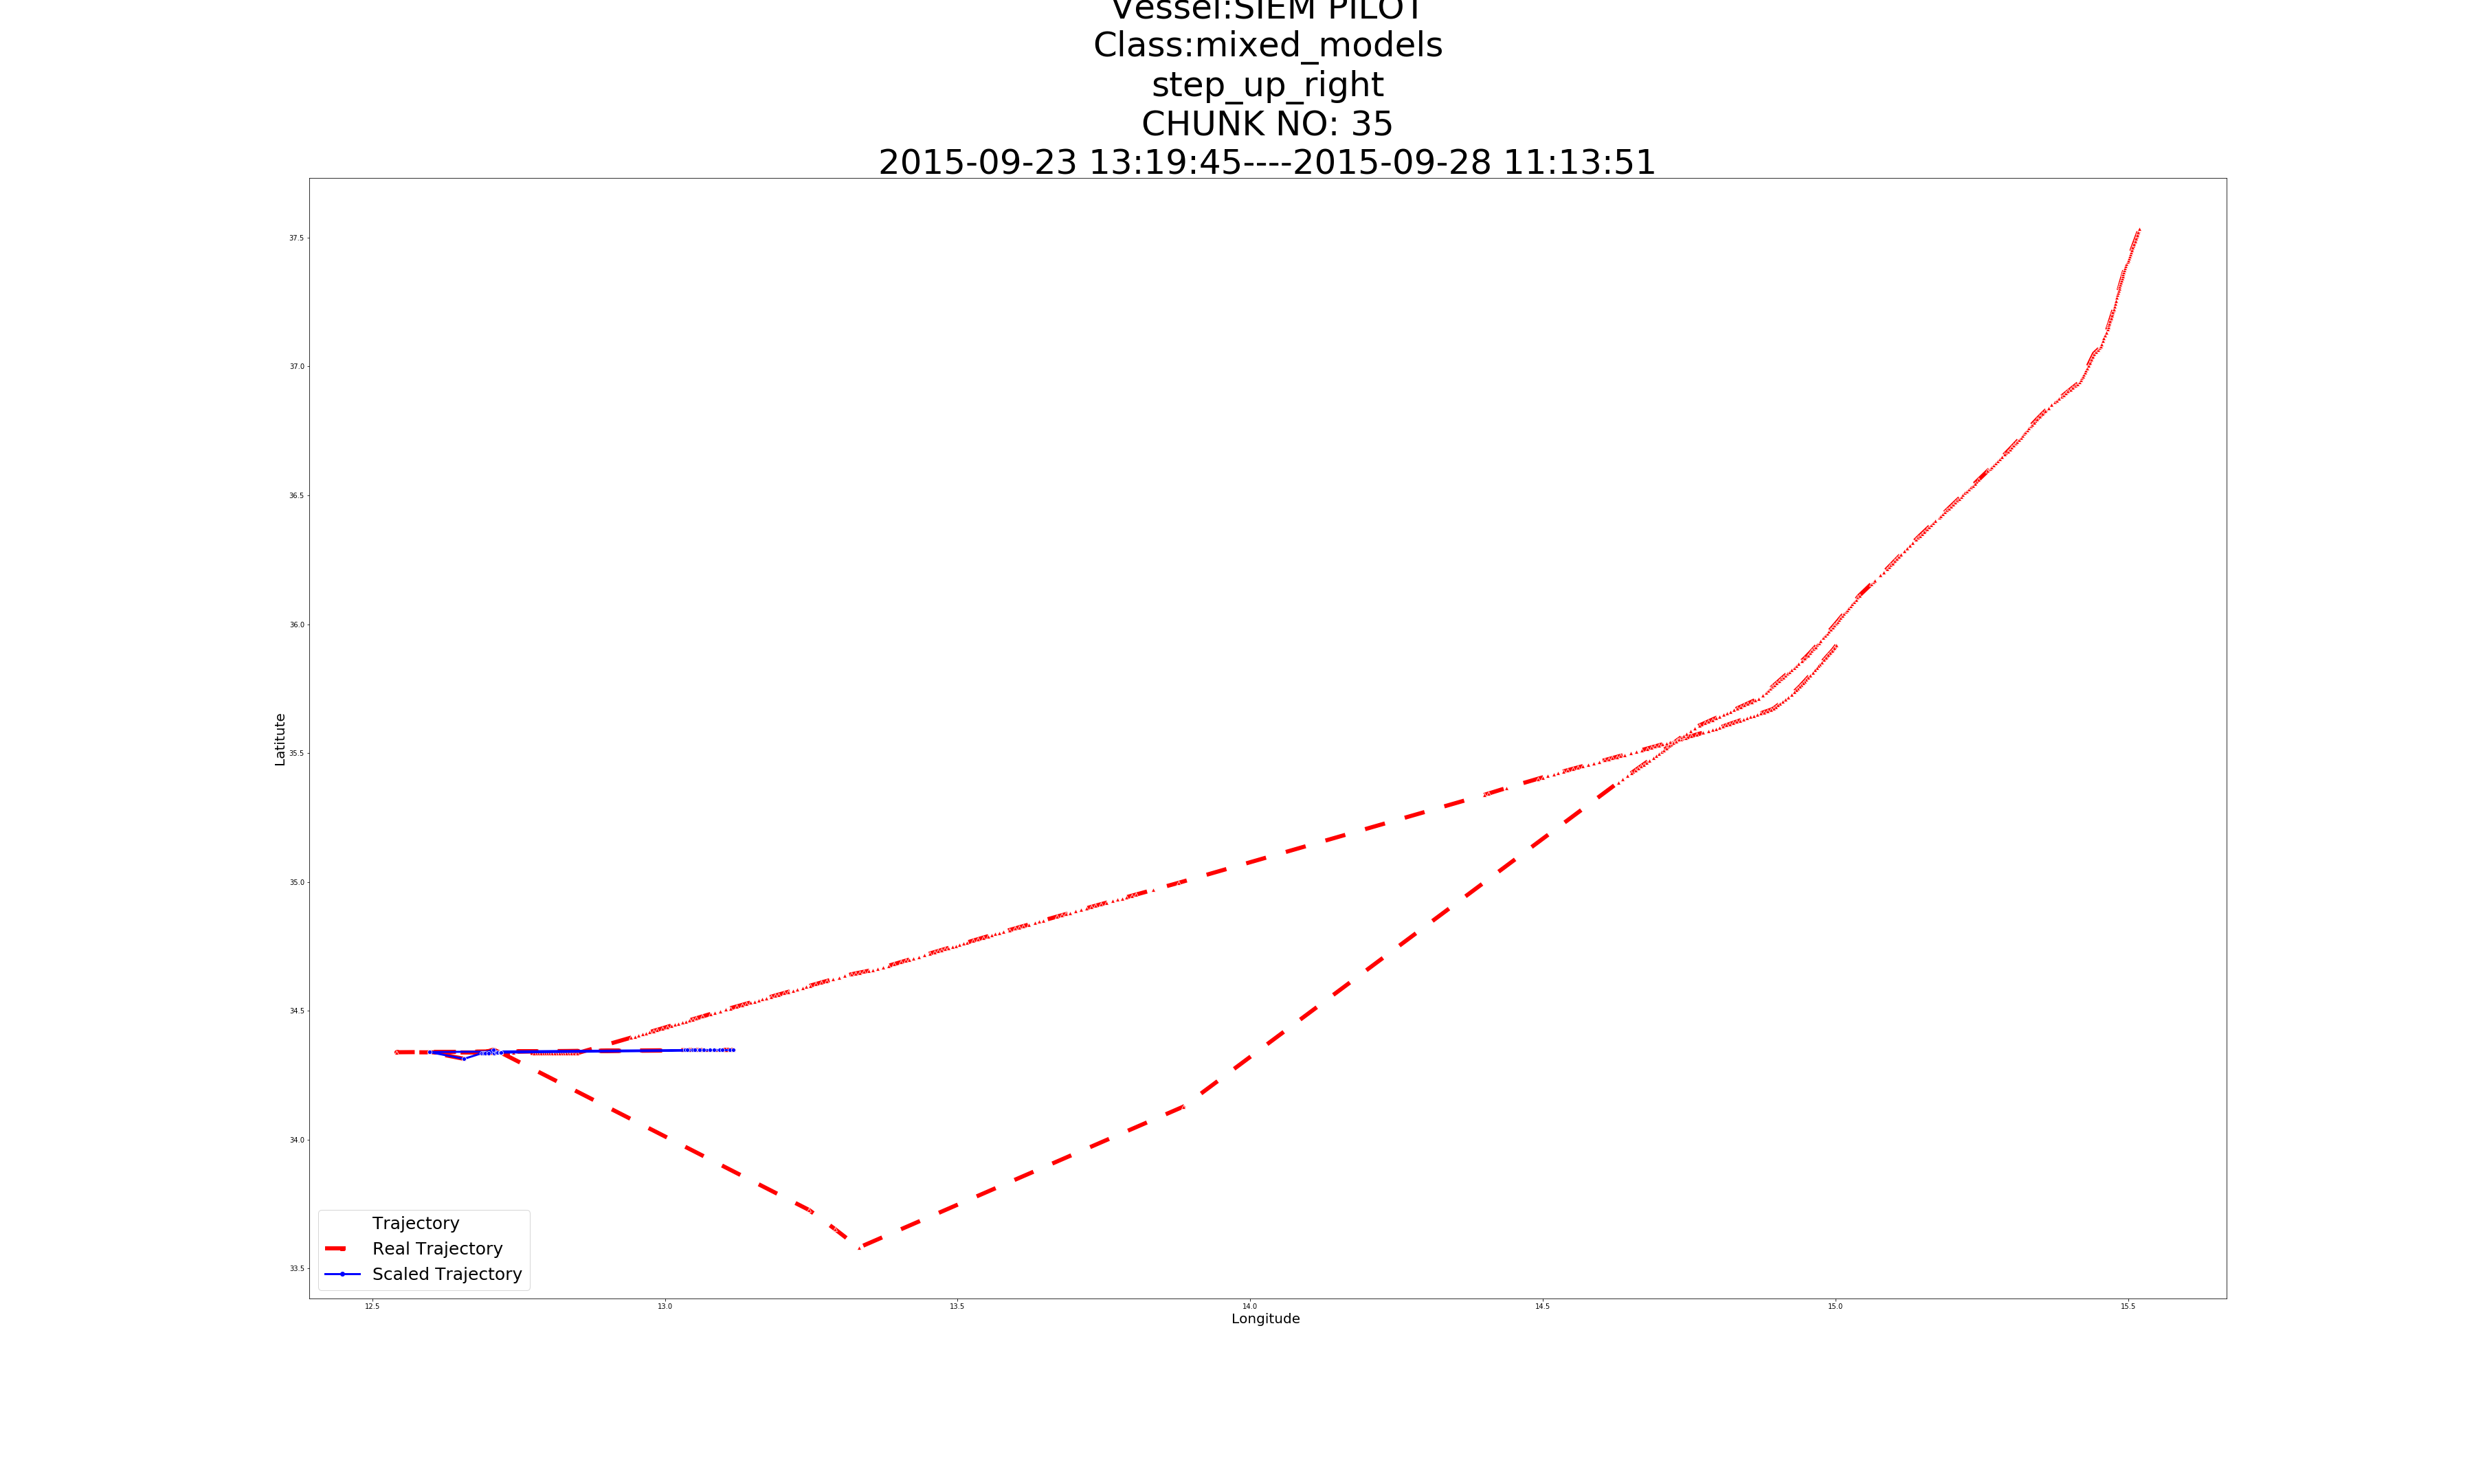 Vessel:SIEM PILOT
Class:mixed_models
step_up_right
CHUNK NO: 35
2015-09-23 13:19:45----2015-09-28 11:13:51
37.5
37.0
36.5
36.0
35.5
35.0
34.5
34.0
33.5
Latitute
Trajectory
Real Trajectory
Scaled Trajectory
12.5 13.0 13.5 14.0 14.5 15.0 15.5
Longitude